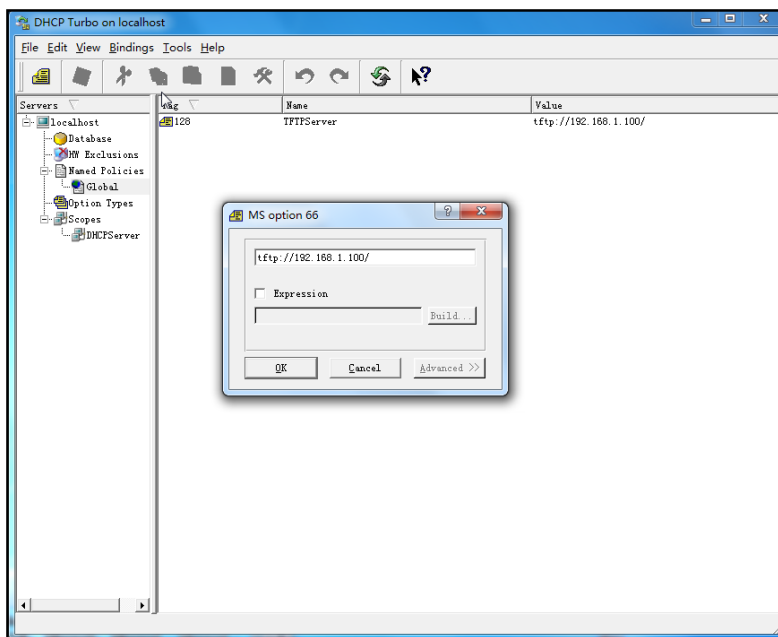 DHCP Turbo on localhost
File Edit View Bindings Tools Help
Servers
Name
Value
localhost
128
TFTPServer
tftp://192.168.1.100/
Database
HW Exclusions
Named Policies
Global
Option Types
Scopes
DHCPServer
MS option 66
tftp://192.168.1.100/
Expression
Build...
OK
Cancel
Advanced >>